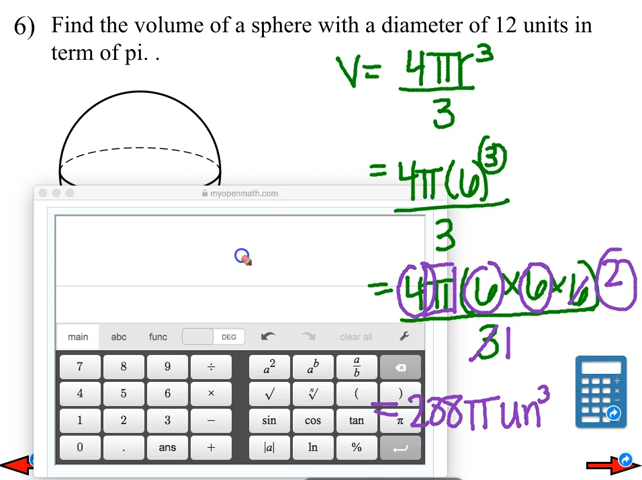 6) Find the volume of a sphere with a diameter of 12 units in
term of pi. .
V = 4πr³
3
= 4π(6)³
3
myopenmath.com
= 4π(6 × 6 × 6) 2
3 1
main abc func DEG clear all
7 8 9 ÷ a² aᵇ a/b
4 5 6 × √ ⁿ√ ( )
= 288π un³
1 2 3 − sin cos tan π
0 . ans + |a| ln %